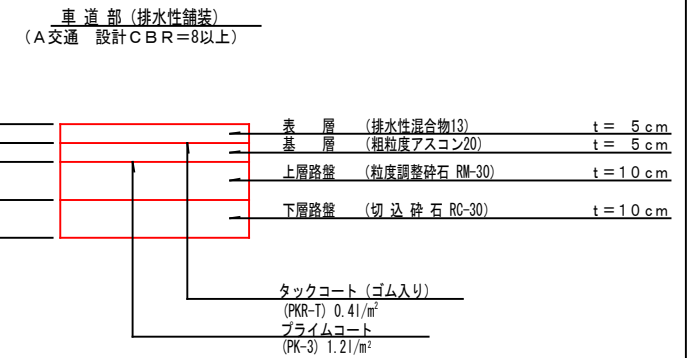 車道部(排水性舗装)
(A交通 設計CBR=8以上)
表層 (排水性混合物13) t= 5cm
基層 (粗粒度アスコン20) t= 5cm
上層路盤 (粒度調整砕石 RM-30) t=10cm
下層路盤 (切込砕石 RC-30) t=10cm
タックコート(ゴム入り)
(PKR-T) 0.4l/m²
プライムコート
(PK-3) 1.2l/m²